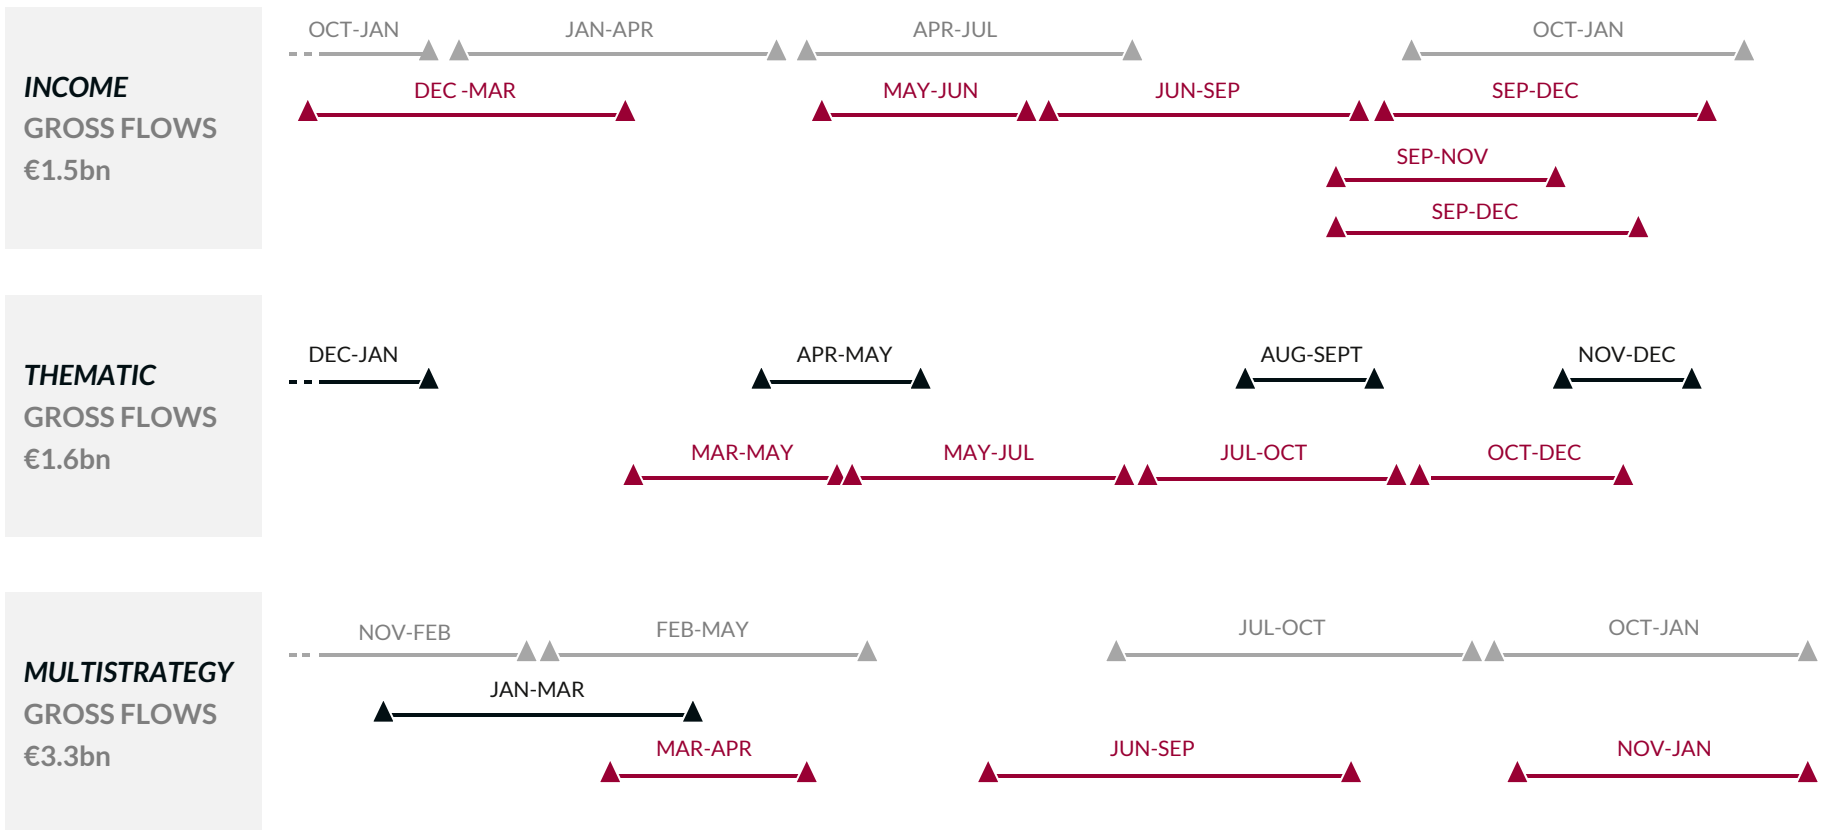 INCOME
GROSS FLOWS
€1.5bn
OCT-JAN JAN-APR APR-JUL OCT-JAN
DEC -MAR MAY-JUN JUN-SEP SEP-DEC
SEP-NOV
SEP-DEC
THEMATIC
GROSS FLOWS
€1.6bn
DEC-JAN APR-MAY AUG-SEPT NOV-DEC
MAR-MAY MAY-JUL JUL-OCT OCT-DEC
MULTISTRATEGY
GROSS FLOWS
€3.3bn
NOV-FEB FEB-MAY JUL-OCT OCT-JAN
JAN-MAR
MAR-APR JUN-SEP NOV-JAN